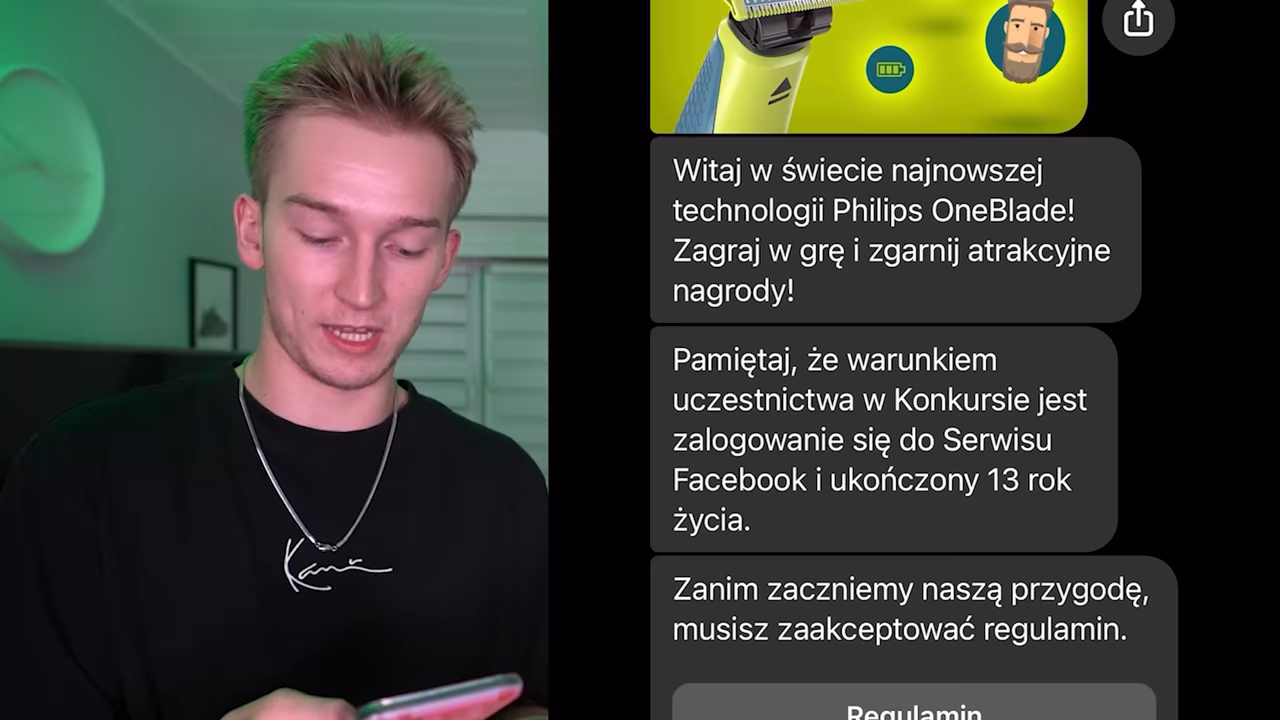 Witaj w świecie najnowszej
technologii Philips OneBlade!
Zagraj w grę i zgarnij atrakcyjne
nagrody!
Pamiętaj, że warunkiem
uczestnictwa w Konkursie jest
zalogowanie się do Serwisu
Facebook i ukończony 13 rok
życia.
Zanim zaczniemy naszą przygodę,
musisz zaakceptować regulamin.
Regulamin
Kani